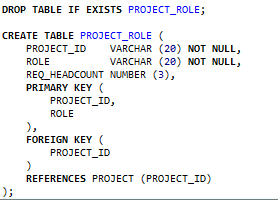 DROP TABLE IF EXISTS PROJECT_ROLE;
CREATE TABLE PROJECT_ROLE (
PROJECT_ID VARCHAR (20) NOT NULL,
ROLE VARCHAR (20) NOT NULL,
REQ_HEADCOUNT NUMBER (3),
PRIMARY KEY (
PROJECT_ID,
ROLE
),
FOREIGN KEY (
PROJECT_ID
)
REFERENCES PROJECT (PROJECT_ID)
);